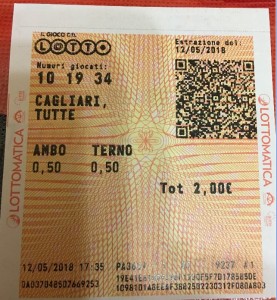 IL GIOCO DEL
LOTTO
Estrazione del:
12/05/2018
Numeri giocati:
10 19 34
CAGLIARI,
TUTTE
AMBO TERNO
0,50 0,50
Tot 2,00€
12/05/2018 17:35
LOTTOMATICA
LOTTOMATICA